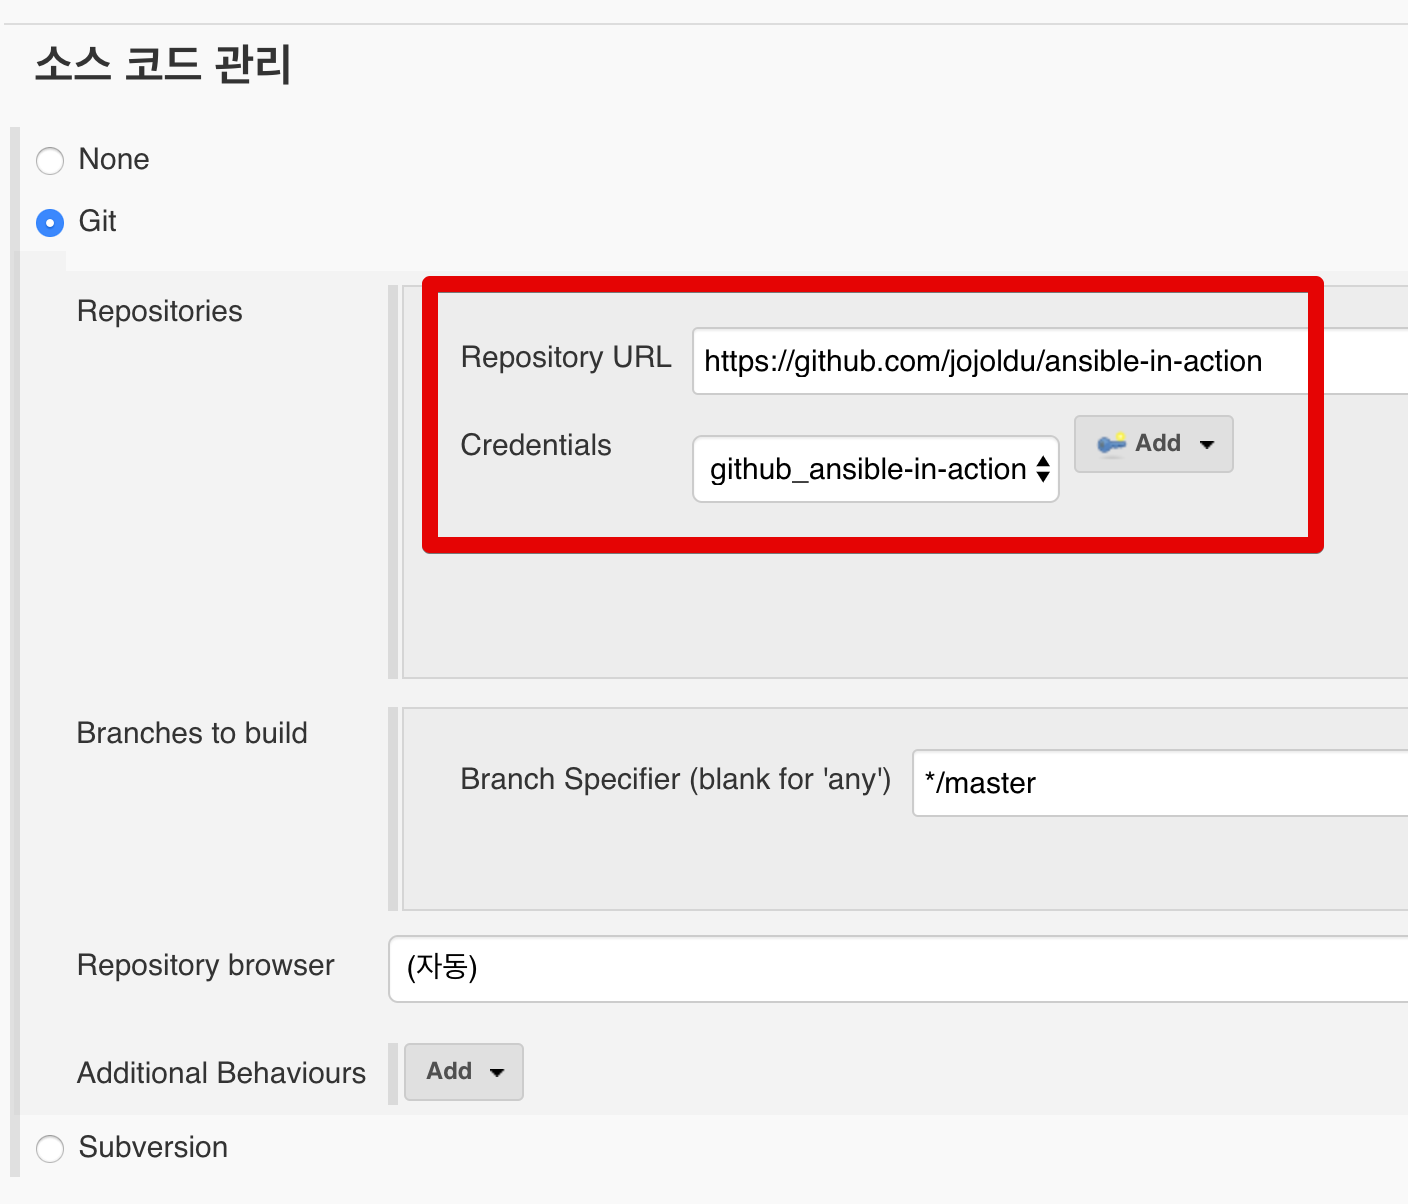 소스 코드 관리
None
Git
Repositories
Repository URL https://github.com/jojoldu/ansible-in-action
Credentials github_ansible-in-action Add
Branches to build
Branch Specifier (blank for 'any') */master
Repository browser (자동)
Additional Behaviours Add
Subversion